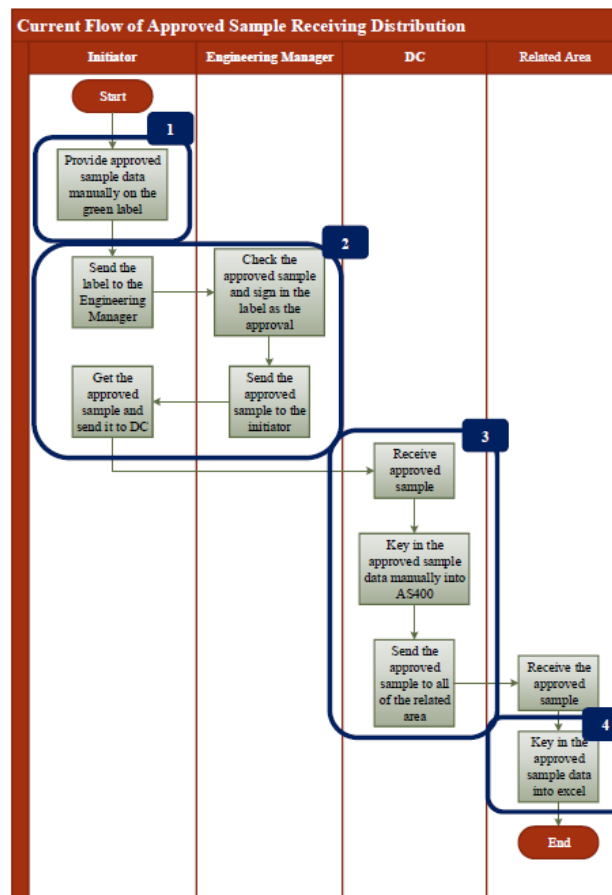 Current Flow of Approved Sample Receiving Distribution
Initiator
Engineering Manager
DC
Related Area
Start
1
Provide approved
sample data
manually on the
green label
2
Send the
label to the
Engineering
Manager
Check the
approved sample
and sign in the
label as the
approval
Get the
approved
sample and
send it to DC
Send the
approved
sample to the
initiator
3
Receive
approved
sample
Key in the
approved sample
data manually into
AS400
Send the
approved
sample to all
of the related
area
Receive the
approved
sample
4
Key in the
approved
sample data
into excel
End